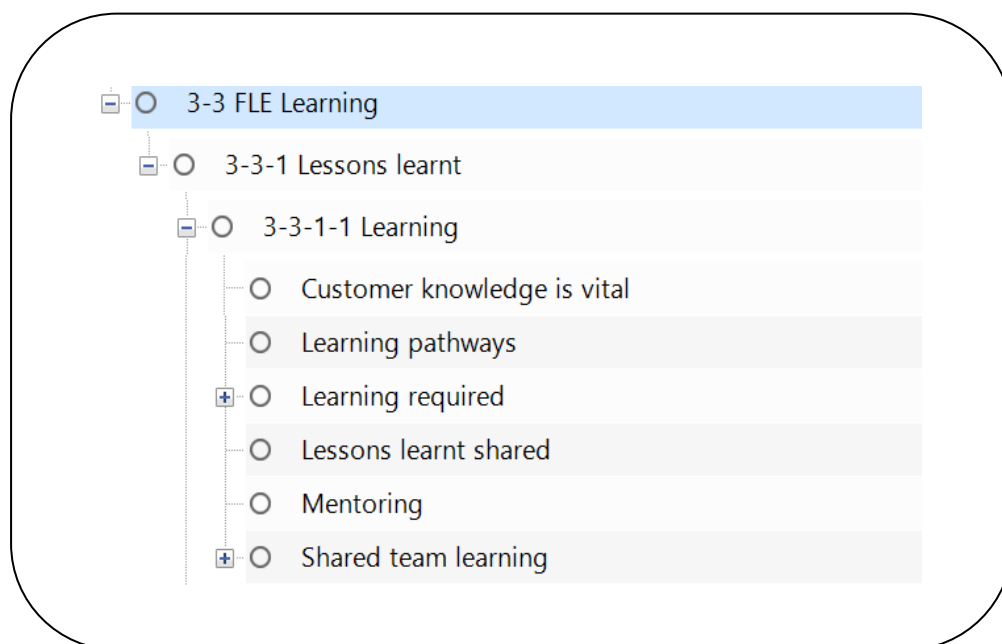 3-3 FLE Learning
3-3-1 Lessons learnt
3-3-1-1 Learning
Customer knowledge is vital
Learning pathways
Learning required
Lessons learnt shared
Mentoring
Shared team learning